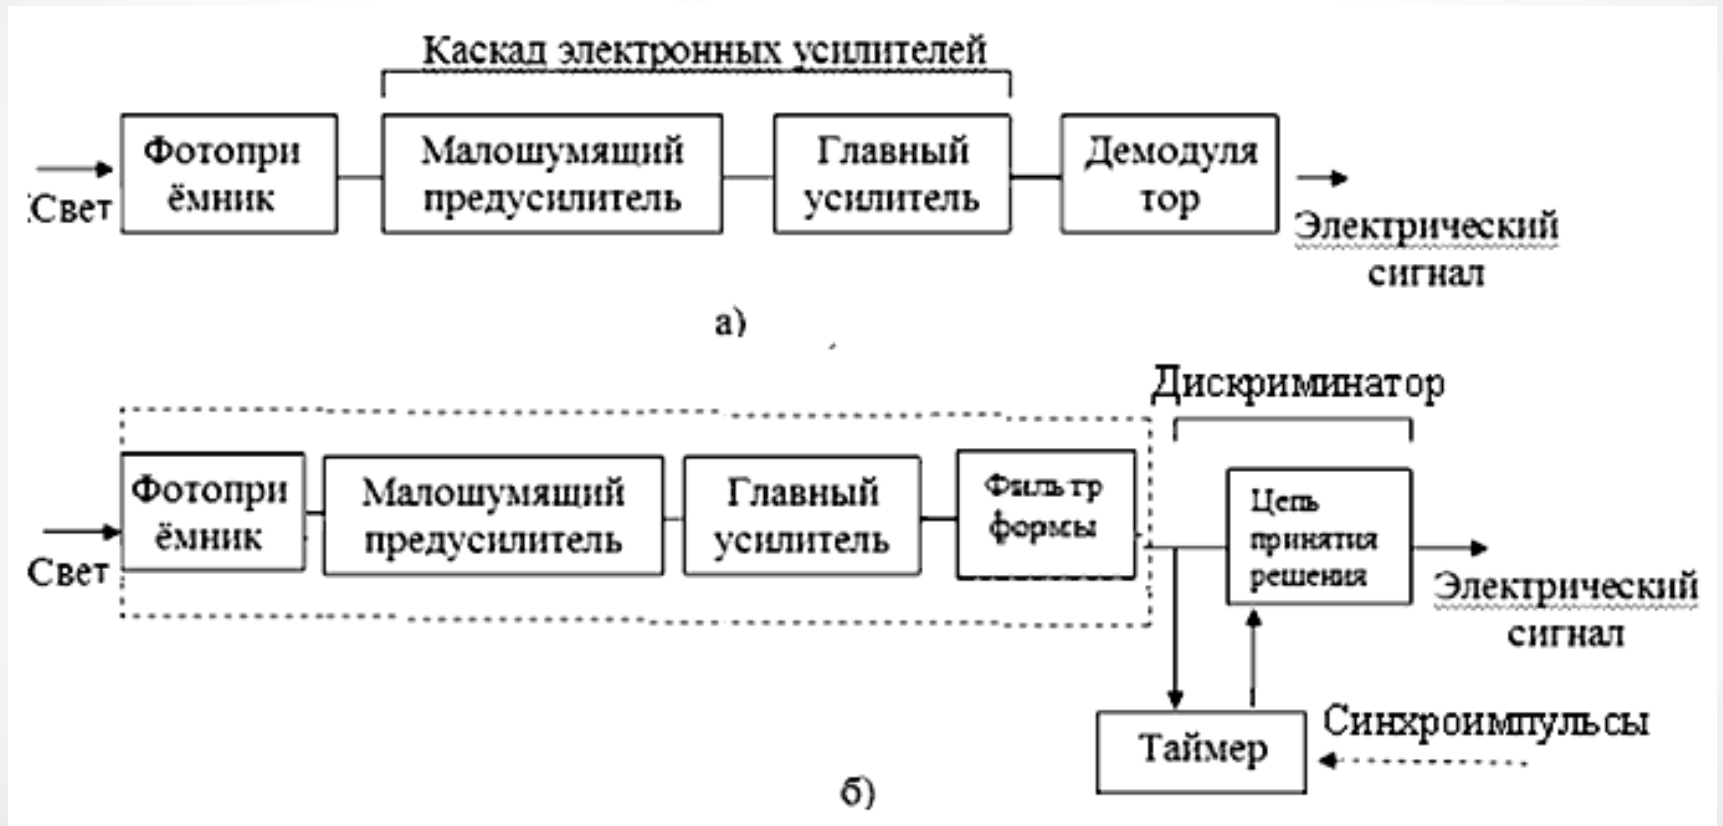 Каскад электронных усилителей
Фотопри
ёмник
Малошумящий
предусилитель
Главный
усилитель
Демодуля
тор
Свет
Электрический
сигнал
а)
Дискриминатор
Фотопри
ёмник
Малошумящий
предусилитель
Главный
усилитель
Фильтр
формы
Цепь
принятия
решения
Свет
Электрический
сигнал
Таймер
Синхроимпульсы
б)